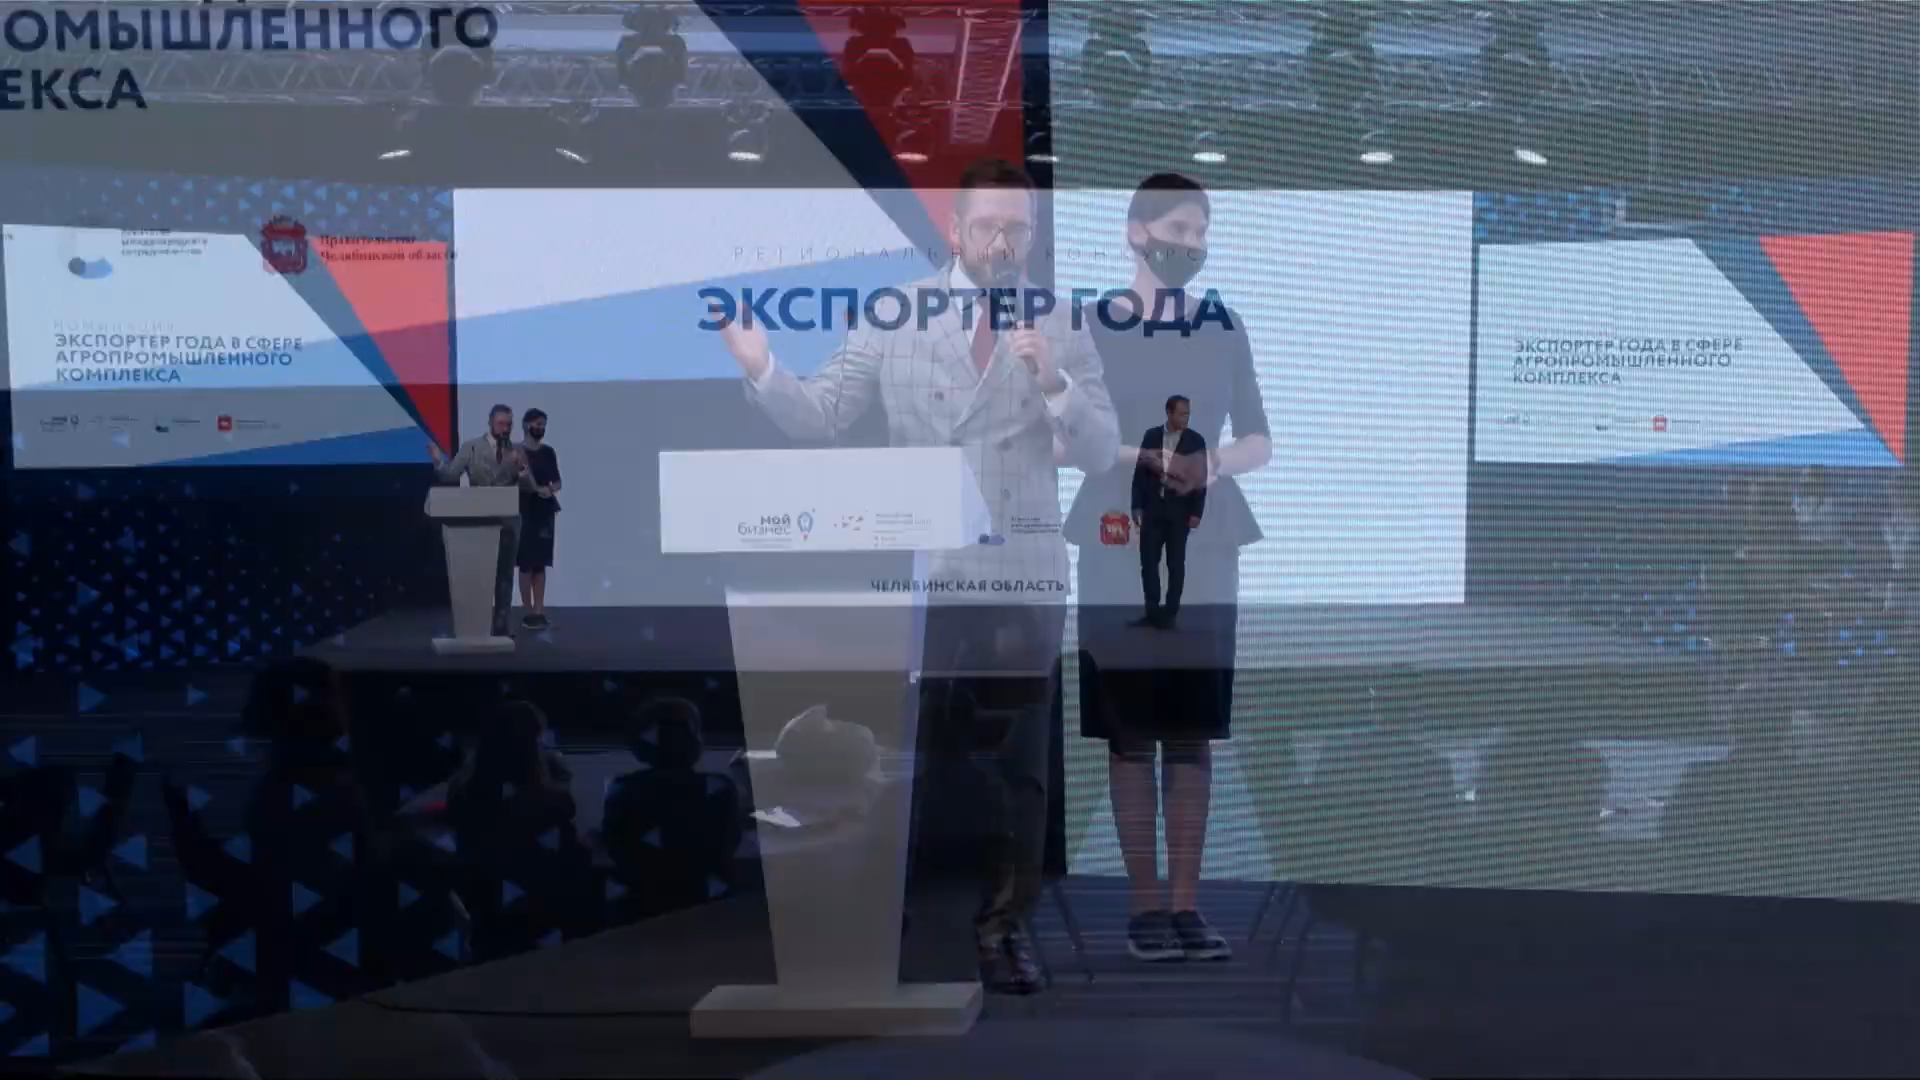 ОМЫШЛЕННОГО
ЕКСА
Правительство
Челябинской области
РЕГИОНАЛЬНЫЙ КОНКУРС
ЭКСПОРТЕР ГОДА
НОМИНАЦИЯ
ЭКСПОРТЕР ГОДА В СФЕРЕ
АГРОПРОМЫШЛЕННОГО
КОМПЛЕКСА
ЭКСПОРТЕР ГОДА В СФЕРЕ
АГРОПРОМЫШЛЕННОГО
КОМПЛЕКСА
мой
бизнес
ЧЕЛЯБИНСКАЯ ОБЛАСТЬ